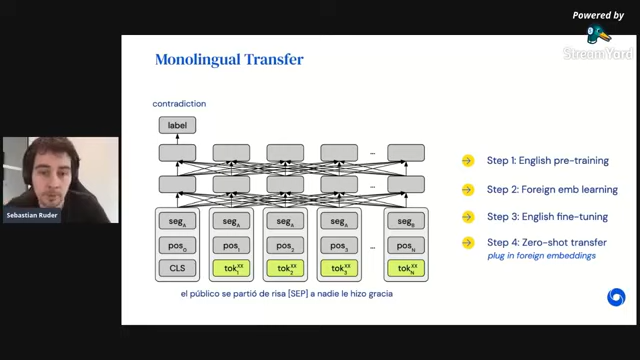 Powered by
StreamYard
Monolingual Transfer
contradiction
label
...
...
seg_A seg_A seg_A seg_A seg_B
pos_0 pos_1 pos_2 pos_3 ... pos_N
CLS tok_1^XX tok_2^XX tok_3^XX tok_N^XX
el público se partió de risa [SEP] a nadie le hizo gracia
Step 1: English pre-training
Step 2: Foreign emb learning
Step 3: English fine-tuning
Step 4: Zero-shot transfer
plug in foreign embeddings
Sebastian Ruder